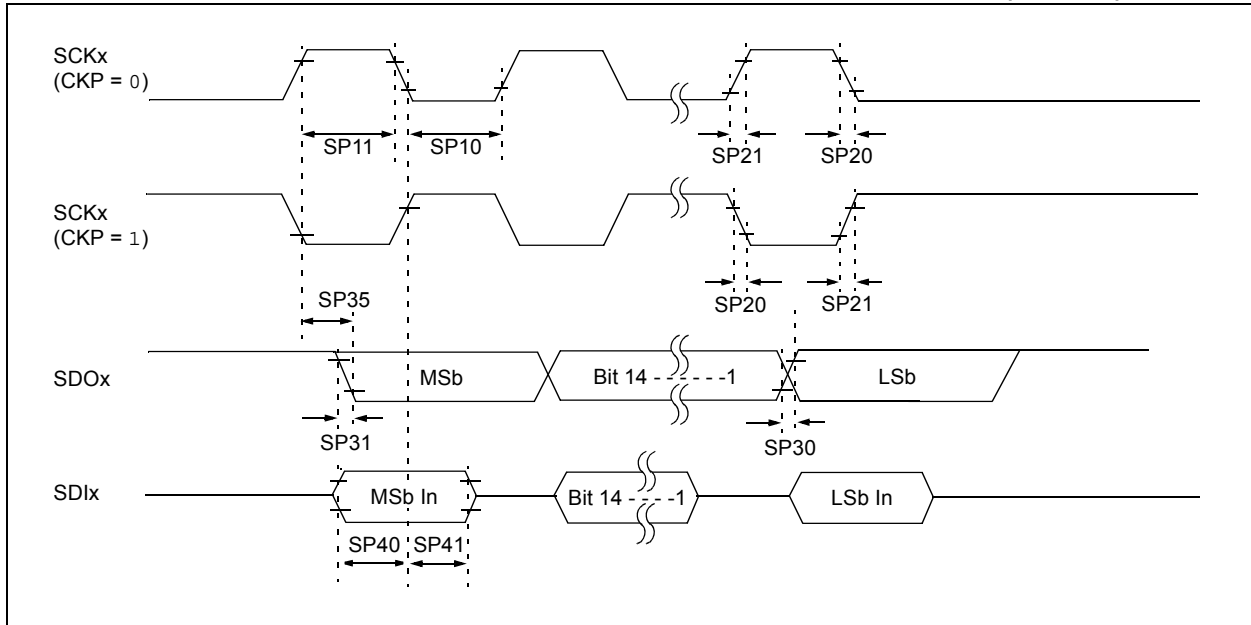 SCKx
(CKP = 0)
SP11
SP10
SP21
SP20
SCKx
(CKP = 1)
SP20
SP21
SP35
SDOx
MSb
Bit 14 - - - - - -1
LSb
SP31
SP30
SDIx
MSb In
Bit 14 - - - -1
LSb In
SP40
SP41